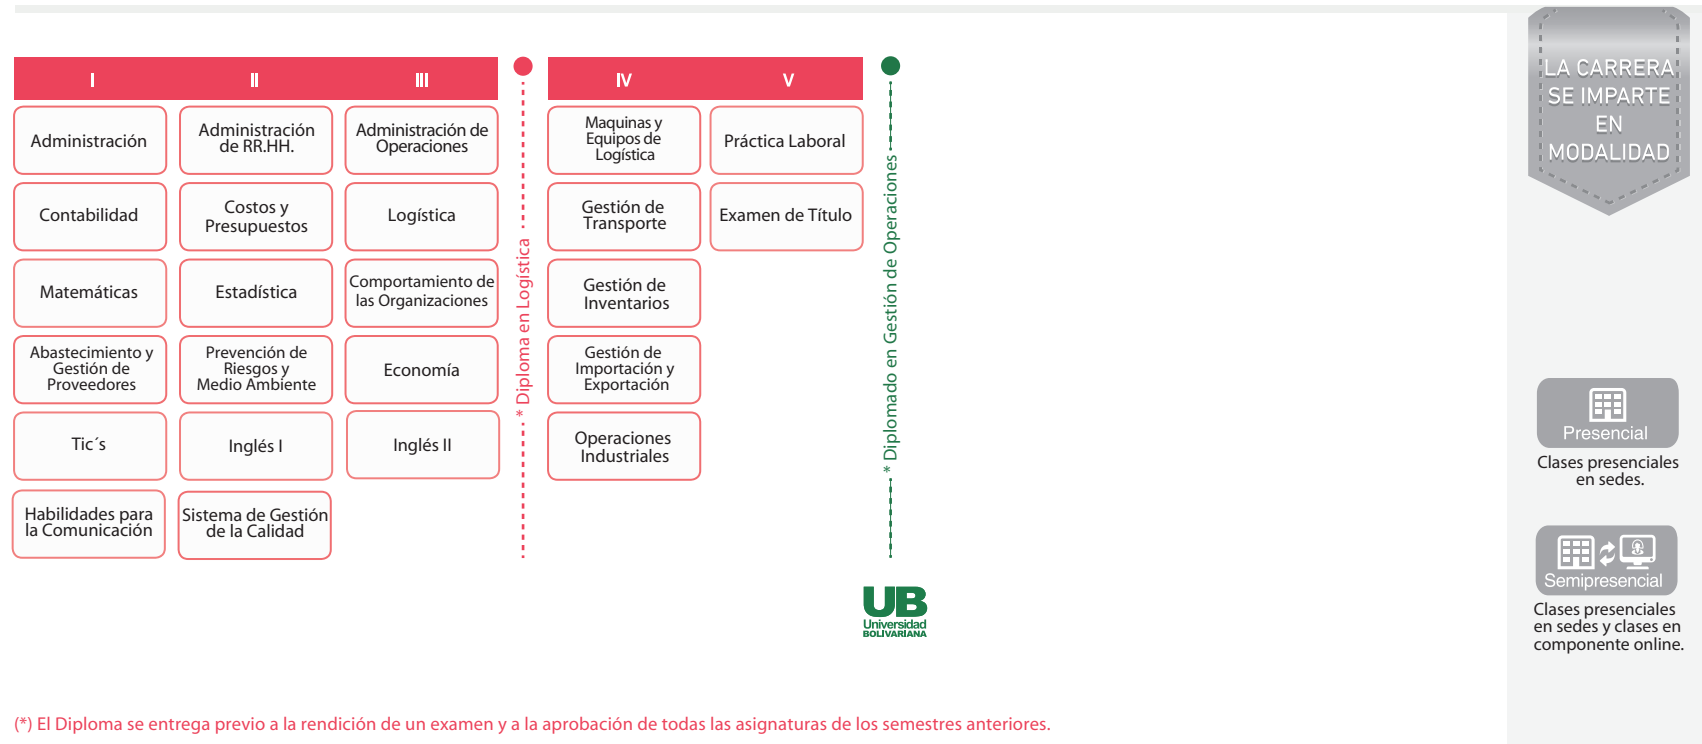 I
II
III
IV
V
Administración
Contabilidad
Matemáticas
Abastecimiento y
Gestión de
Proveedores
Tic´s
Habilidades para
la Comunicación
Administración
de RR.HH.
Costos y
Presupuestos
Estadística
Prevención de
Riesgos y
Medio Ambiente
Inglés I
Sistema de Gestión
de la Calidad
Administración de
Operaciones
Logística
Comportamiento de
las Organizaciones
Economía
Inglés II
* Diploma en Logística
Maquinas y
Equipos de
Logística
Gestión de
Transporte
Gestión de
Inventarios
Gestión de
Importación y
Exportación
Operaciones
Industriales
Práctica Laboral
Examen de Título
* Diplomado en Gestión de Operaciones
UB
Universidad
BOLIVARIANA
LA CARRERA
SE IMPARTE
EN
MODALIDAD
Presencial
Clases presenciales
en sedes.
Semipresencial
Clases presenciales
en sedes y clases en
componente online.
(*) El Diploma se entrega previo a la rendición de un examen y a la aprobación de todas las asignaturas de los semestres anteriores.